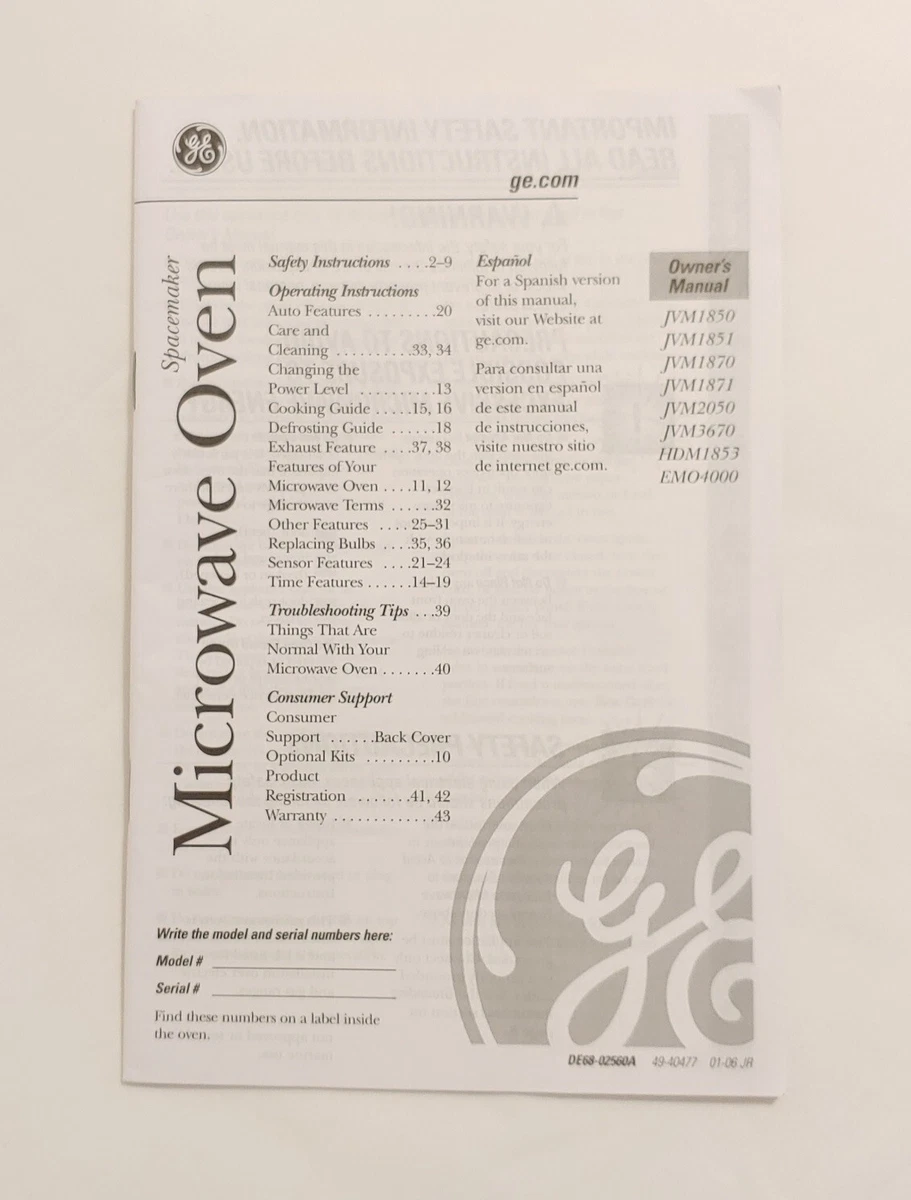 GE
ge.com
Spacemaker
Microwave Oven
Safety Instructions . . . .2–9
Operating Instructions
Auto Features . . . . . . . . .20
Care and
Cleaning . . . . . . . . . .33, 34
Changing the
Power Level . . . . . . . . . .13
Cooking Guide . . . . .15, 16
Defrosting Guide . . . . . .18
Exhaust Feature . . . .37, 38
Features of Your
Microwave Oven . . . .11, 12
Microwave Terms . . . . . .32
Other Features . . . . 25–31
Replacing Bulbs . . . .35, 36
Sensor Features . . . .21–24
Time Features . . . . . .14–19
Troubleshooting Tips . . .39
Things That Are
Normal With Your
Microwave Oven . . . . . . .40
Consumer Support
Consumer
Support . . . . . .Back Cover
Optional Kits . . . . . . . . .10
Product
Registration . . . . . . .41, 42
Warranty . . . . . . . . . . . . .43
Español
For a Spanish version
of this manual,
visit our Website at
ge.com.
Para consultar una
version en español
de este manual
de instrucciones,
visite nuestro sitio
de internet ge.com.
Owner's
Manual
JVM1850
JVM1851
JVM1870
JVM1871
JVM2050
JVM3670
HDM1853
EMO4000
Write the model and serial numbers here:
Model #
Serial #
Find these numbers on a label inside
the oven.
GE
DE68-02560A 49-40477 01-06 JR